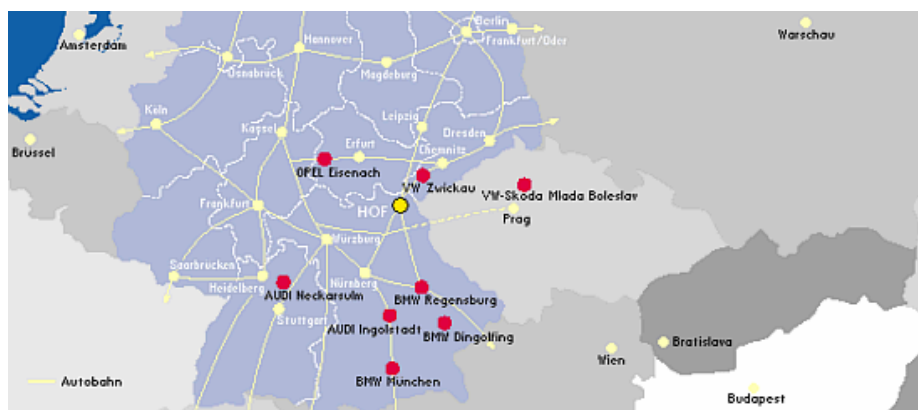 Berlin
Amsterdam
Hannover
Frankfurt/Oder
Warschau
Osnabrück
Magdeburg
Köln
Leipzig
Kassel
Dresden
Brüssel
Erfurt
Chemnitz
OPEL Eisenach
VW Zwickau
VW-Skoda Mlada Boleslav
Frankfurt
HOF
Prag
Würzburg
Saarbrücken
Heidelberg
Nürnberg
AUDI Neckarsulm
BMW Regensburg
Stuttgart
AUDI Ingolstadt
BMW Dingolfing
Bratislava
Wien
Autobahn
BMW München
Budapest